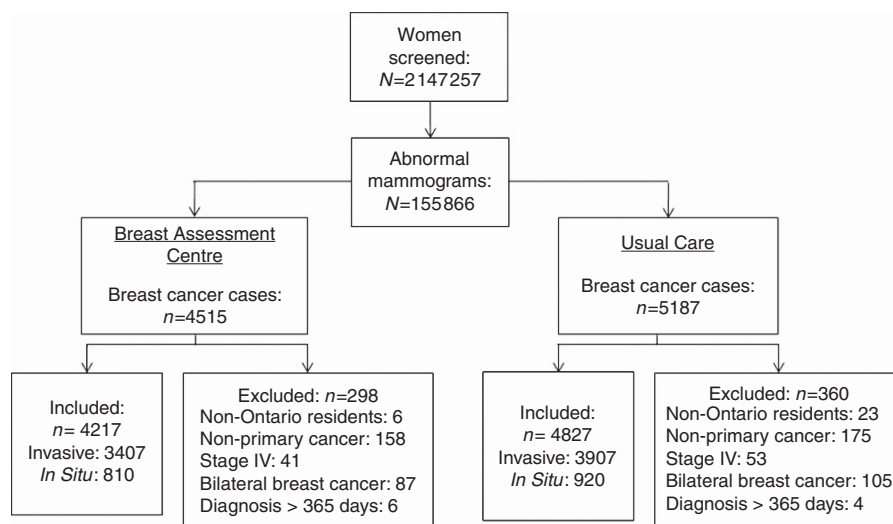 Women
screened:
N=2147257
Abnormal
mammograms:
N=155866
Breast Assessment
Centre
Breast cancer cases:
n=4515
Usual Care
Breast cancer cases:
n=5187
Included:
n= 4217
Invasive: 3407
In Situ: 810
Excluded: n=298
Non-Ontario residents: 6
Non-primary cancer: 158
Stage IV: 41
Bilateral breast cancer: 87
Diagnosis > 365 days: 6
Included:
n= 4827
Invasive: 3907
In Situ: 920
Excluded: n=360
Non-Ontario residents: 23
Non-primary cancer: 175
Stage IV: 53
Bilateral breast cancer: 105
Diagnosis > 365 days: 4